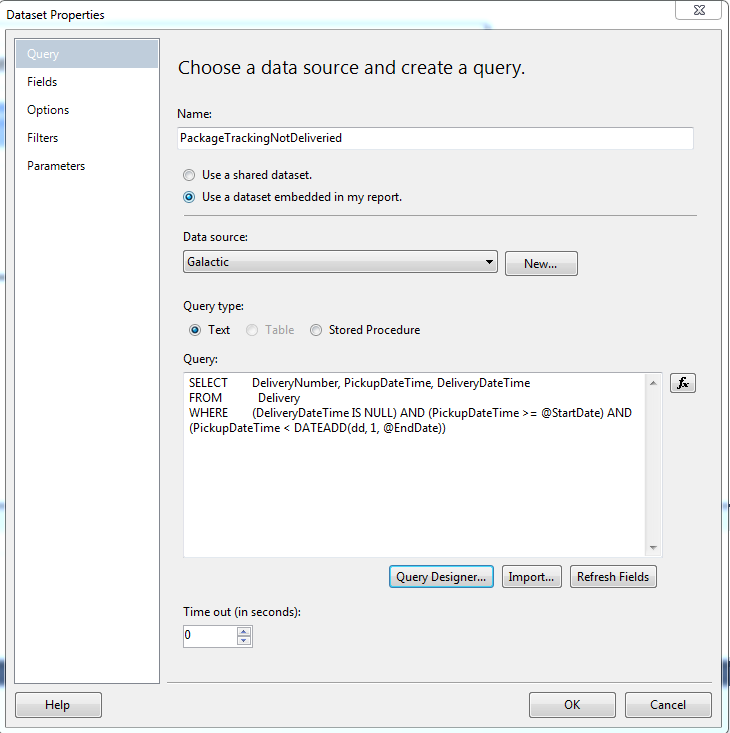 Dataset Properties
Query
Fields
Options
Filters
Parameters
Choose a data source and create a query.
Name:
PackageTrackingNotDeliveried
Use a shared dataset.
Use a dataset embedded in my report.
Data source:
Galactic
New...
Query type:
Text Table Stored Procedure
Query:
SELECT DeliveryNumber, PickupDateTime, DeliveryDateTime
FROM Delivery
WHERE (DeliveryDateTime IS NULL) AND (PickupDateTime >= @StartDate) AND
(PickupDateTime < DATEADD(dd, 1, @EndDate))
fx
Query Designer... Import... Refresh Fields
Time out (in seconds):
0
Help OK Cancel